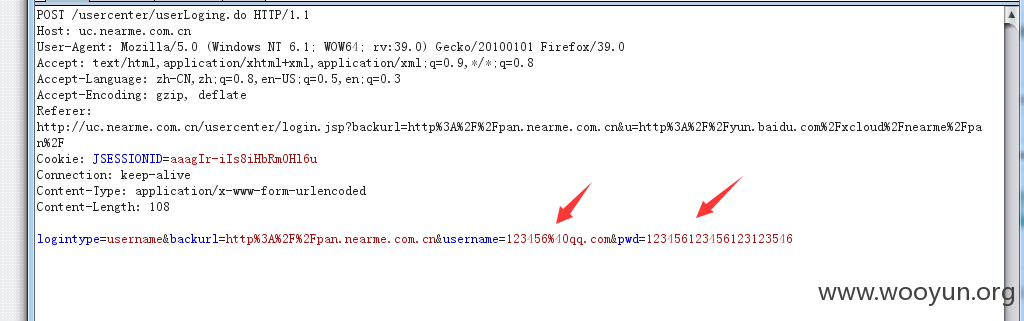 POST /usercenter/userLoging.do HTTP/1.1
Host: uc.nearme.com.cn
User-Agent: Mozilla/5.0 (Windows NT 6.1; WOW64; rv:39.0) Gecko/20100101 Firefox/39.0
Accept: text/html,application/xhtml+xml,application/xml;q=0.9,*/*;q=0.8
Accept-Language: zh-CN,zh;q=0.8,en-US;q=0.5,en;q=0.3
Accept-Encoding: gzip, deflate
Referer:
http://uc.nearme.com.cn/usercenter/login.jsp?backurl=http%3A%2F%2Fpan.nearme.com.cn&u=http%3A%2F%2Fyun.baidu.com%2Fxcloud%2Fnearme%2Fpa
n%2F
Cookie: JSESSIONID=aaagIr-iIs8iHbRm0Hl6u
Connection: keep-alive
Content-Type: application/x-www-form-urlencoded
Content-Length: 108
logintype=username&backurl=http%3A%2F%2Fpan.nearme.com.cn&username=123456%40qq.com&pwd=123456123456123123546
www.wooyun.org